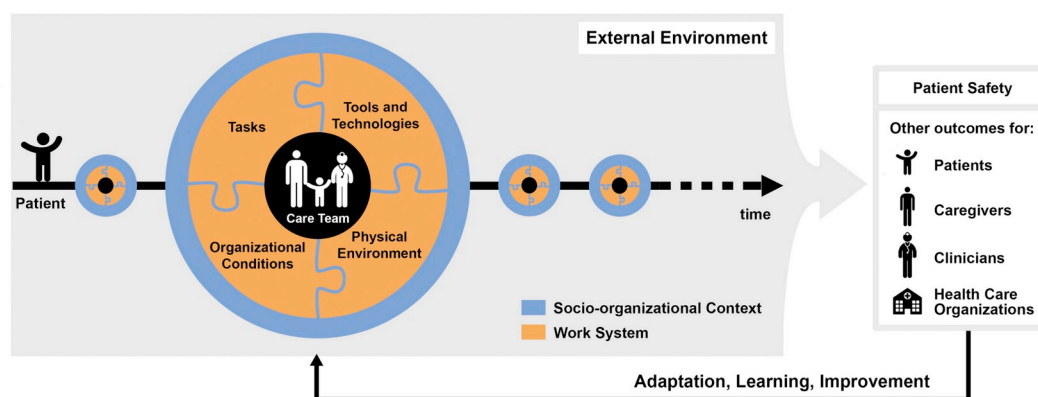 External Environment
Patient Safety
Other outcomes for:
Patients
Caregivers
Clinicians
Health Care
Organizations
Tasks
Tools and
Technologies
Care Team
Organizational
Conditions
Physical
Environment
Patient
time
Socio-organizational Context
Work System
Adaptation, Learning, Improvement